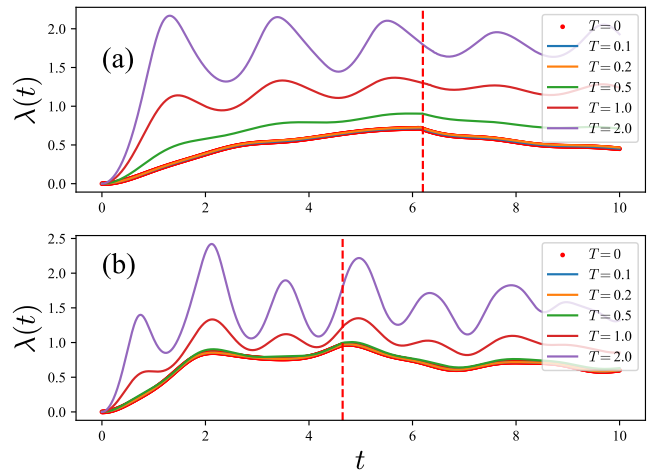 2.0
1.5
1.0
0.5
0.0
λ(t)
(a)
T = 0
T = 0.1
T = 0.2
T = 0.5
T = 1.0
T = 2.0
0 2 4 6 8 10
2.5
2.0
1.5
1.0
0.5
0.0
λ(t)
(b)
T = 0
T = 0.1
T = 0.2
T = 0.5
T = 1.0
T = 2.0
0 2 4 6 8 10
t